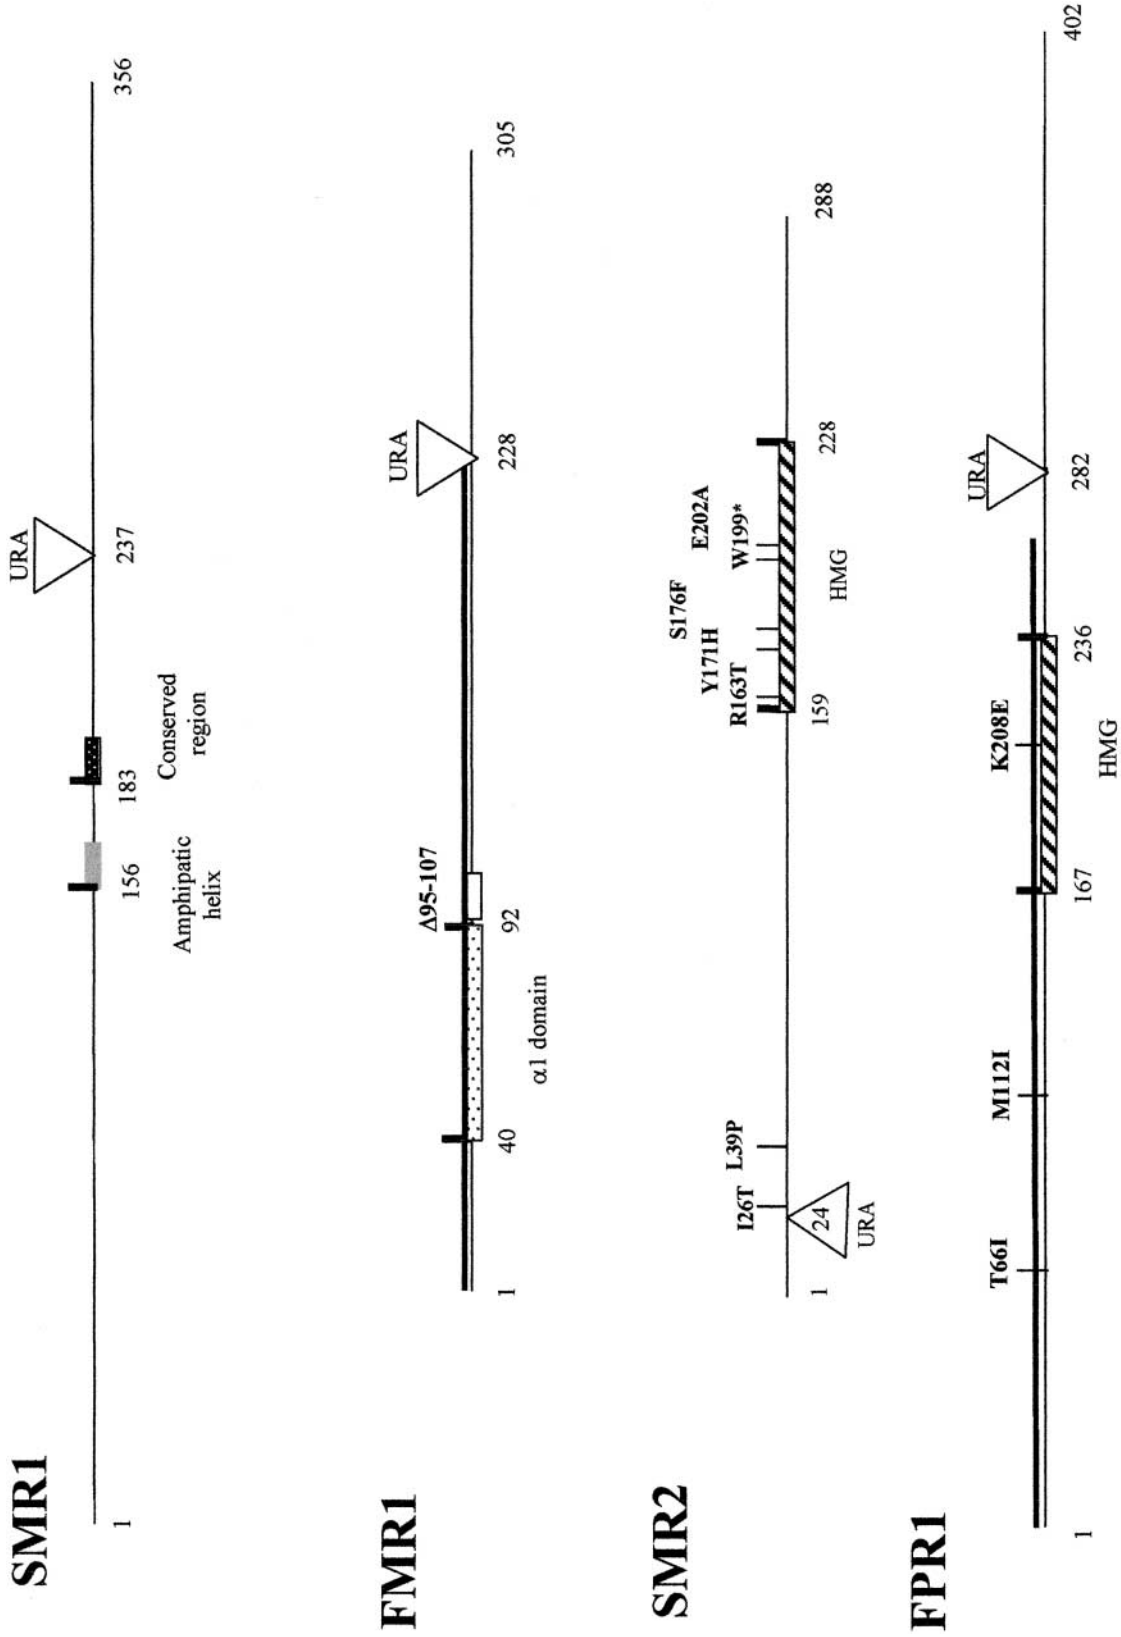 SMR1
URA
1
156
183
237
356
Amphipatic
helix
Conserved
region
FMR1
URA
Δ95-107
1
40
92
228
305
α1 domain
SMR2
I26T
L39P
R163T
Y171H
S176F
W199*
E202A
24
URA
1
159
228
288
HMG
FPR1
URA
T66I
M112I
K208E
1
167
236
282
402
HMG